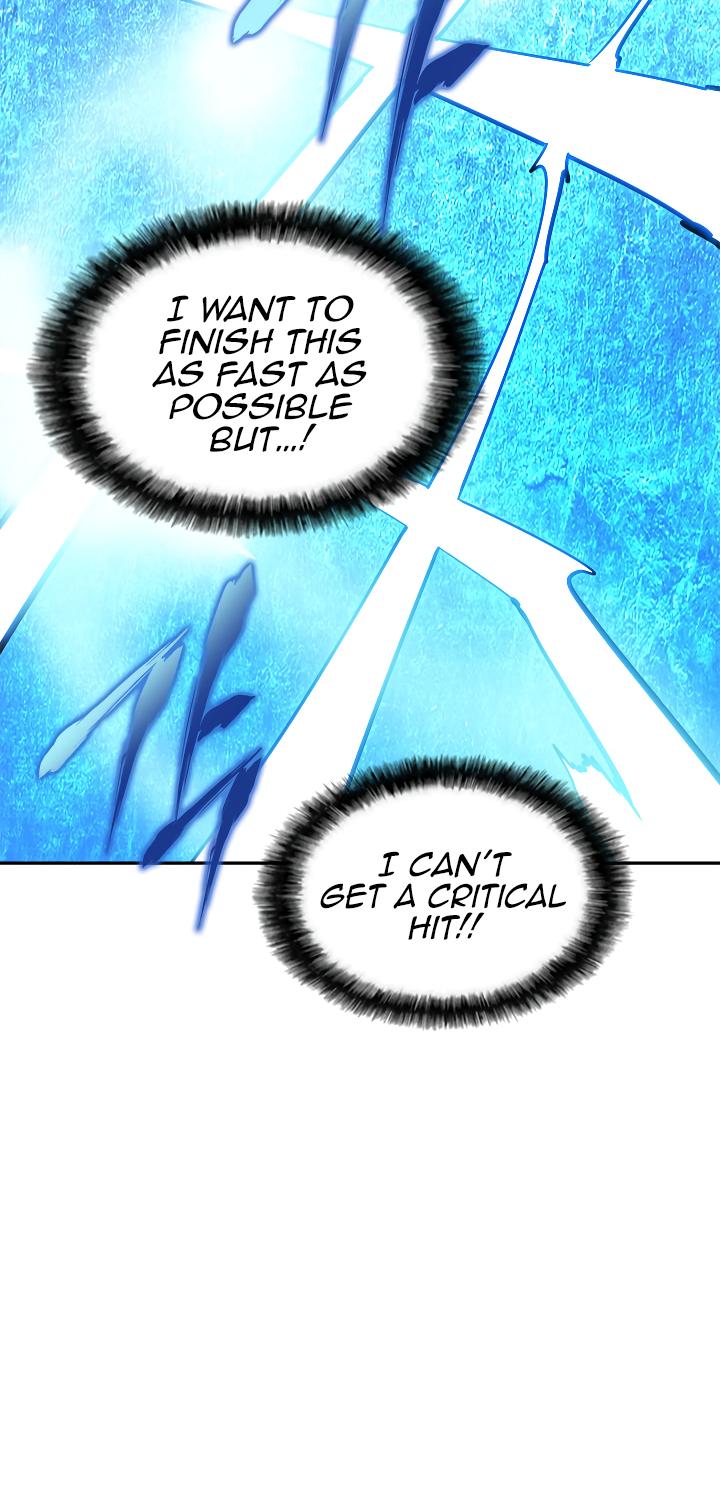 I WANT TO
FINISH THIS
AS FAST AS
POSSIBLE
BUT...!
I CAN'T
GET A CRITICAL
HIT!!